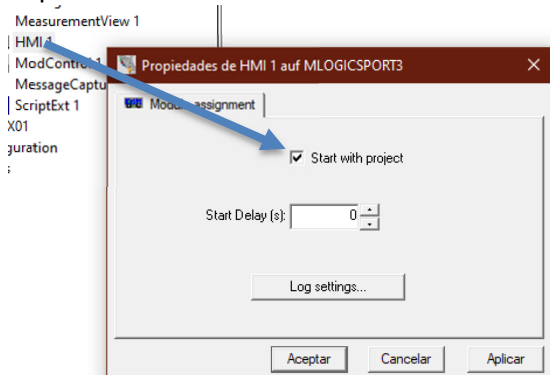 MeasurementView 1
HMI 1
ModControl 1
MessageCaptu
ScriptExt 1
X01
guration
Propiedades de HMI 1 auf MLOGICSPORT3
Module assignment
Start with project
Start Delay (s): 0
Log settings...
Aceptar Cancelar Aplicar